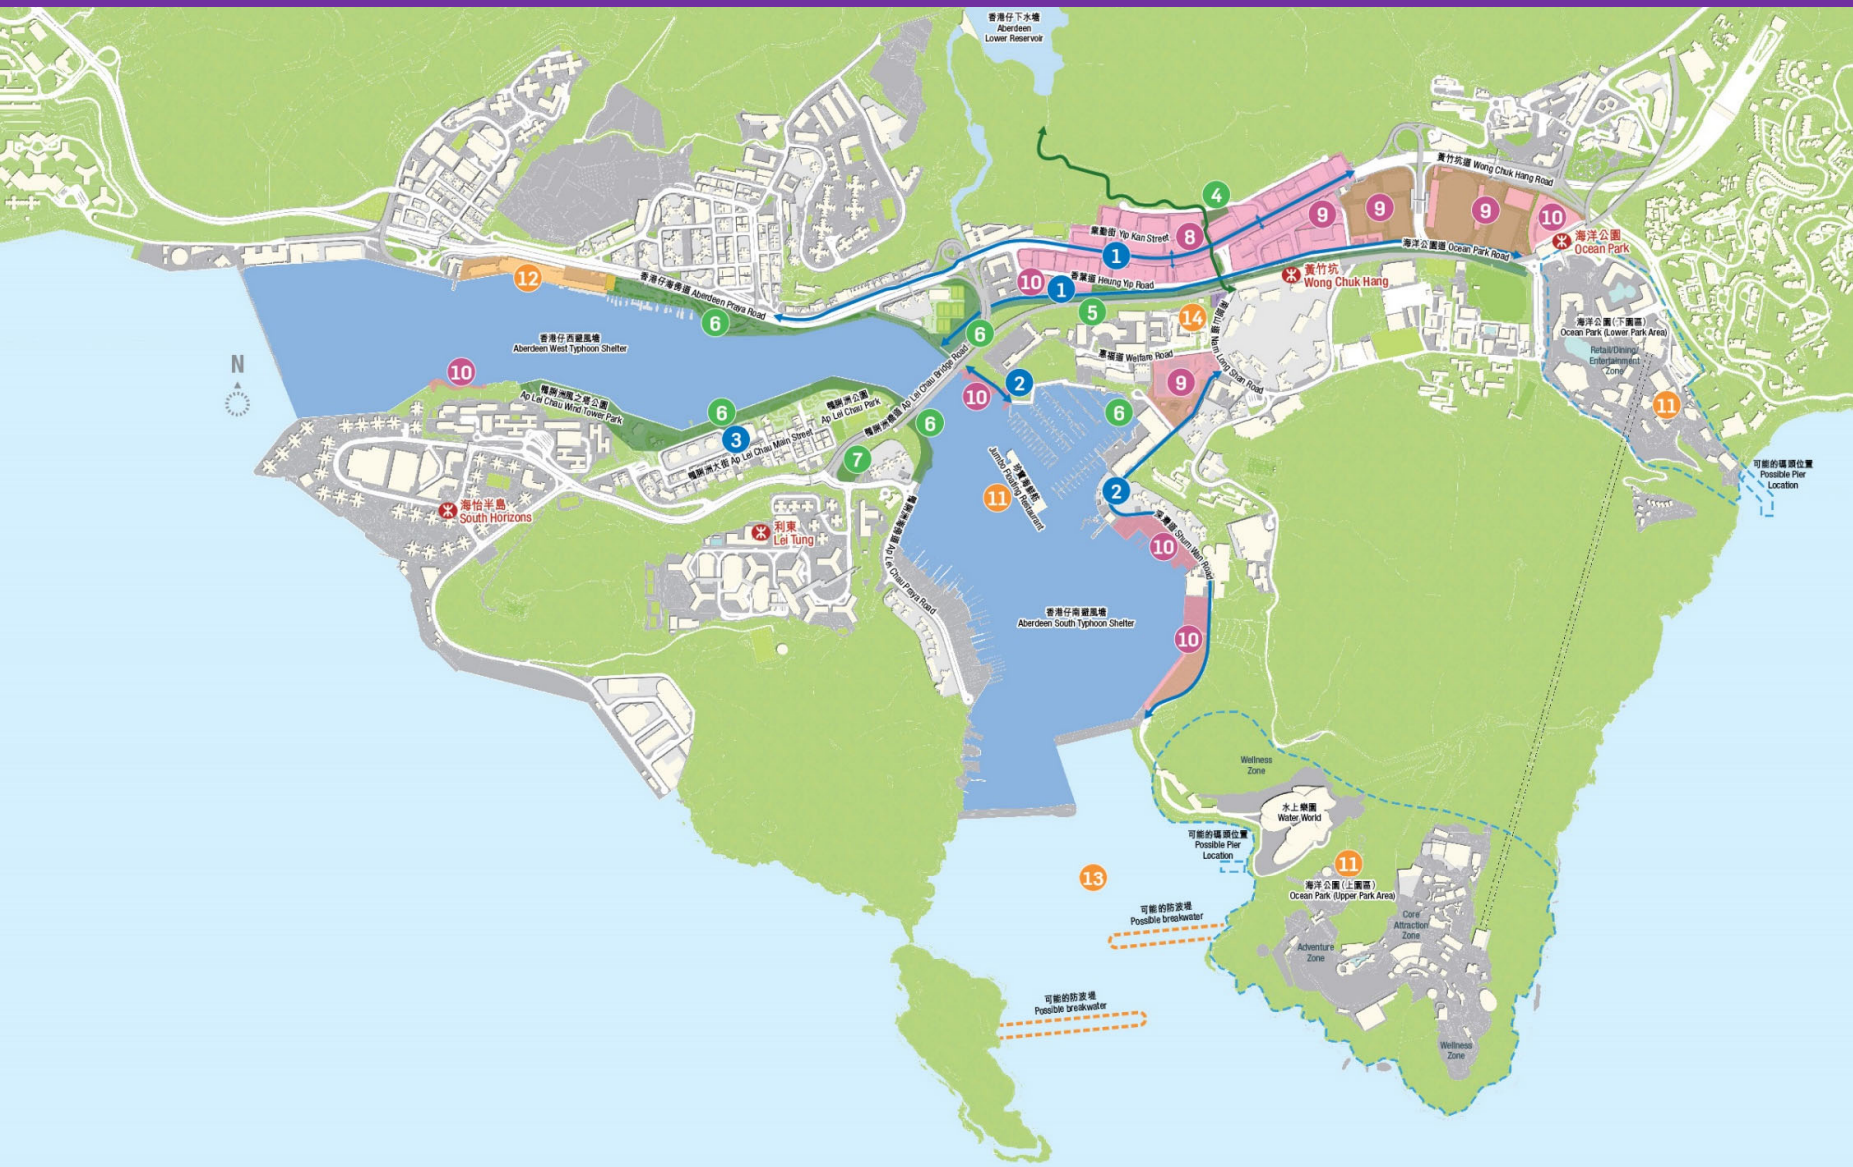 香港仔下水塘
Aberdeen
Lower Reservoir
黃竹坑道 Wong Chuk Hang Road
4
9
9
9
10
業勤街 Yip Kan Street
8
海洋公園
Ocean Park
1
海洋公園道 Ocean Park Road
12
香港仔海傍道 Aberdeen Praya Road
10
1
香葉道 Heung Yip Road
黃竹坑
Wong Chuk Hang
5
14
6
6
南朗山道 Nam Long Shan Road
海洋公園(下園區)
Ocean Park (Lower Park Area)
香港仔西避風塘
Aberdeen West Typhoon Shelter
Retail/Dining/
Entertainment
Zone
惠福道 Welfare Road
N
10
鴨脷洲橋道 Ap Lei Chau Bridge Road
2
9
10
鴨脷洲風之塔公園
Ap Lei Chau Wind Tower Park
鴨脷洲公園
Ap Lei Chau Park
6
6
6
11
3
鴨脷洲大街 Ap Lei Chau Main Street
7
珍寶海鮮舫
Jumbo Floating Restaurant
可能的碼頭位置
Possible Pier
Location
11
2
海怡半島
South Horizons
利東
Lei Tung
深灣道 Shum Wan Road
10
鴨脷洲海旁道 Ap Lei Chau Praya Road
香港仔南避風塘
Aberdeen South Typhoon Shelter
10
Wellness
Zone
水上樂園
Water World
可能的碼頭位置
Possible Pier
Location
11
13
海洋公園(上園區)
Ocean Park (Upper Park Area)
可能的防波堤
Possible breakwater
Core
Attraction
Zone
Adventure
Zone
可能的防波堤
Possible breakwater
Wellness
Zone